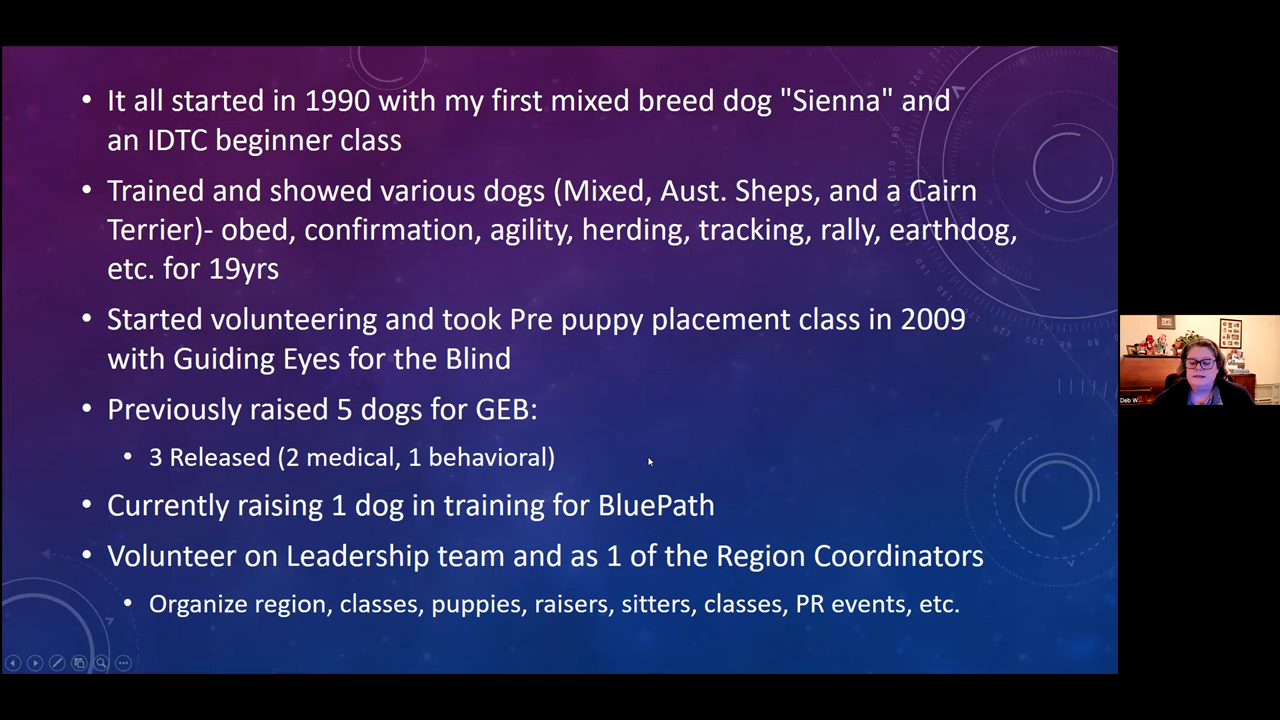 • It all started in 1990 with my first mixed breed dog "Sienna" and
an IDTC beginner class
• Trained and showed various dogs (Mixed, Aust. Sheps, and a Cairn
Terrier)- obed, confirmation, agility, herding, tracking, rally, earthdog,
etc. for 19yrs
• Started volunteering and took Pre puppy placement class in 2009
with Guiding Eyes for the Blind
• Previously raised 5 dogs for GEB:
• 3 Released (2 medical, 1 behavioral)
• Currently raising 1 dog in training for BluePath
• Volunteer on Leadership team and as 1 of the Region Coordinators
• Organize region, classes, puppies, raisers, sitters, classes, PR events, etc.
Deb W...